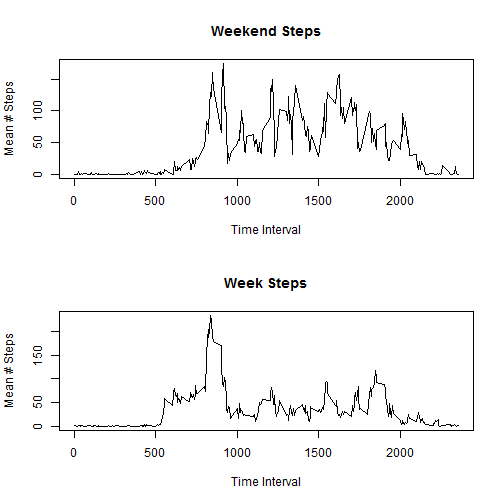 Weekend Steps
Mean # Steps
0 50 100
0 500 1000 1500 2000
Time Interval
Week Steps
Mean # Steps
0 50 150
0 500 1000 1500 2000
Time Interval